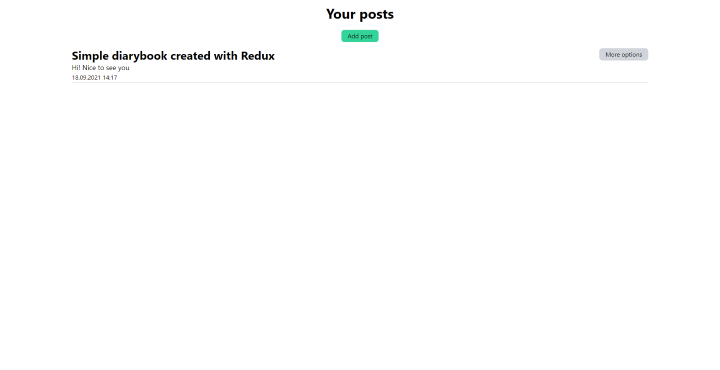 Your posts
Add post
Simple diarybook created with Redux
More options
Hi! Nice to see you
18.09.2021 14:17